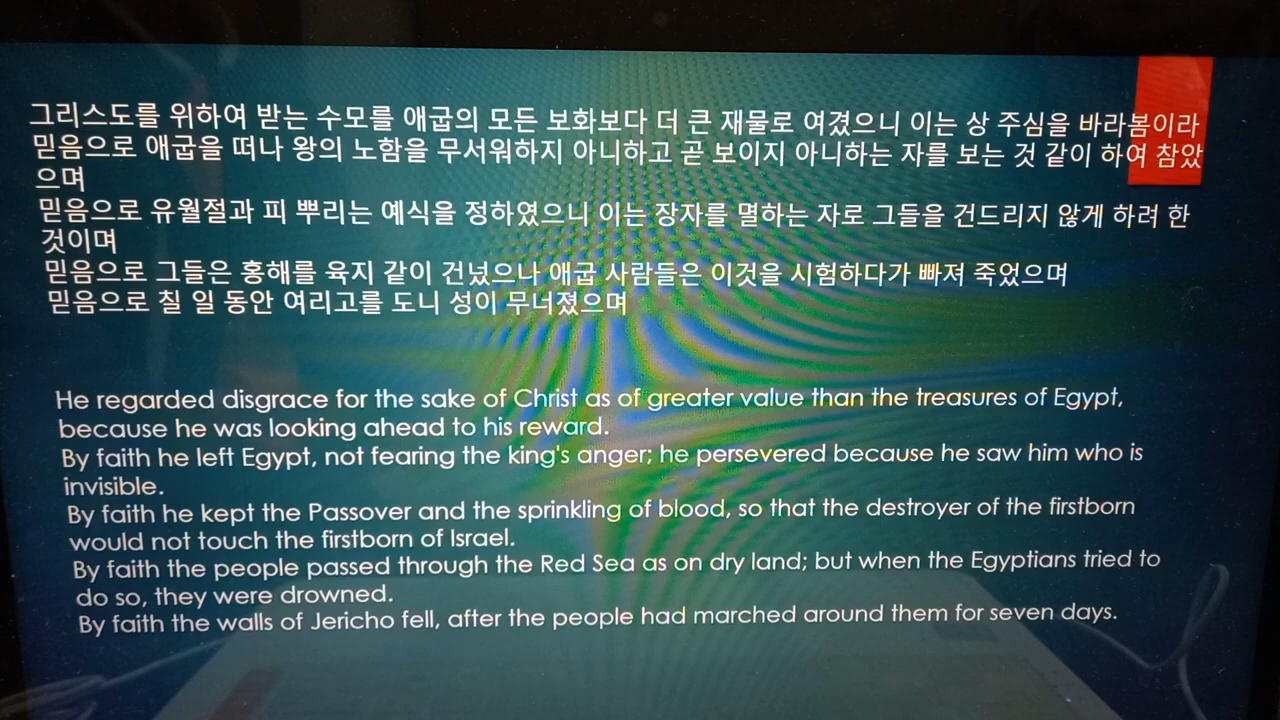 그리스도를 위하여 받는 수모를 애굽의 모든 보화보다 더 큰 재물로 여겼으니 이는 상 주심을 바라봄이라
믿음으로 애굽을 떠나 왕의 노함을 무서워하지 아니하고 곧 보이지 아니하는 자를 보는 것 같이 하여 참았
으며
믿음으로 유월절과 피 뿌리는 예식을 정하였으니 이는 장자를 멸하는 자로 그들을 건드리지 않게 하려 한
것이며
믿음으로 그들은 홍해를 육지 같이 건넜으나 애굽 사람들은 이것을 시험하다가 빠져 죽었으며
믿음으로 칠 일 동안 여리고를 도니 성이 무너졌으며
He regarded disgrace for the sake of Christ as of greater value than the treasures of Egypt,
because he was looking ahead to his reward.
By faith he left Egypt, not fearing the king's anger; he persevered because he saw him who is
invisible.
By faith he kept the Passover and the sprinkling of blood, so that the destroyer of the firstborn
would not touch the firstborn of Israel.
By faith the people passed through the Red Sea as on dry land; but when the Egyptians tried to
do so, they were drowned.
By faith the walls of Jericho fell, after the people had marched around them for seven days.